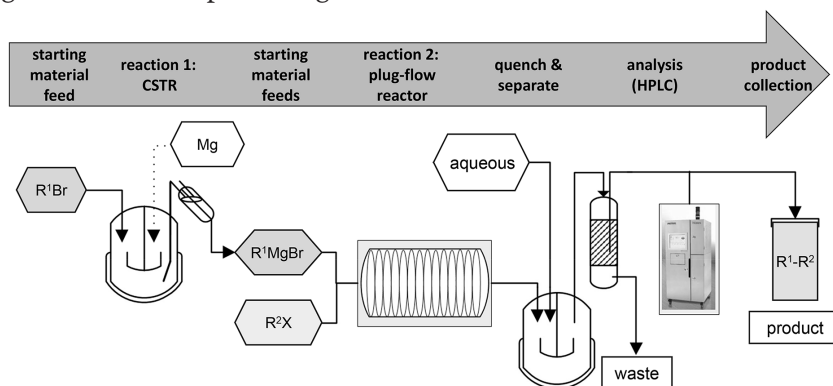 starting
material
feed
reaction 1:
CSTR
starting
material
feeds
reaction 2:
plug-flow
reactor
quench &
separate
analysis
(HPLC)
product
collection
Mg
aqueous
R¹Br
R¹MgBr
R¹-R²
R²X
product
waste